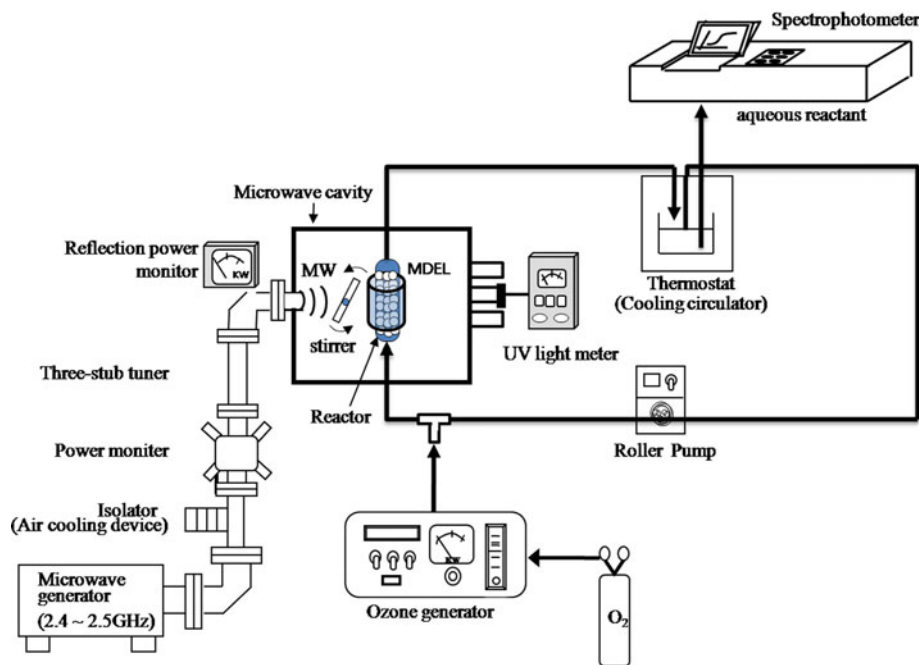 Spectrophotometer
aqueous reactant
Microwave cavity
Reflection power
monitor
KW
MW
MDEL
stirrer
Reactor
Thermostat
(Cooling circulator)
UV light meter
Three-stub tuner
Power moniter
Roller Pump
Isolator
(Air cooling device)
KW
Microwave
generator
(2.4 ~ 2.5GHz)
Ozone generator
O2